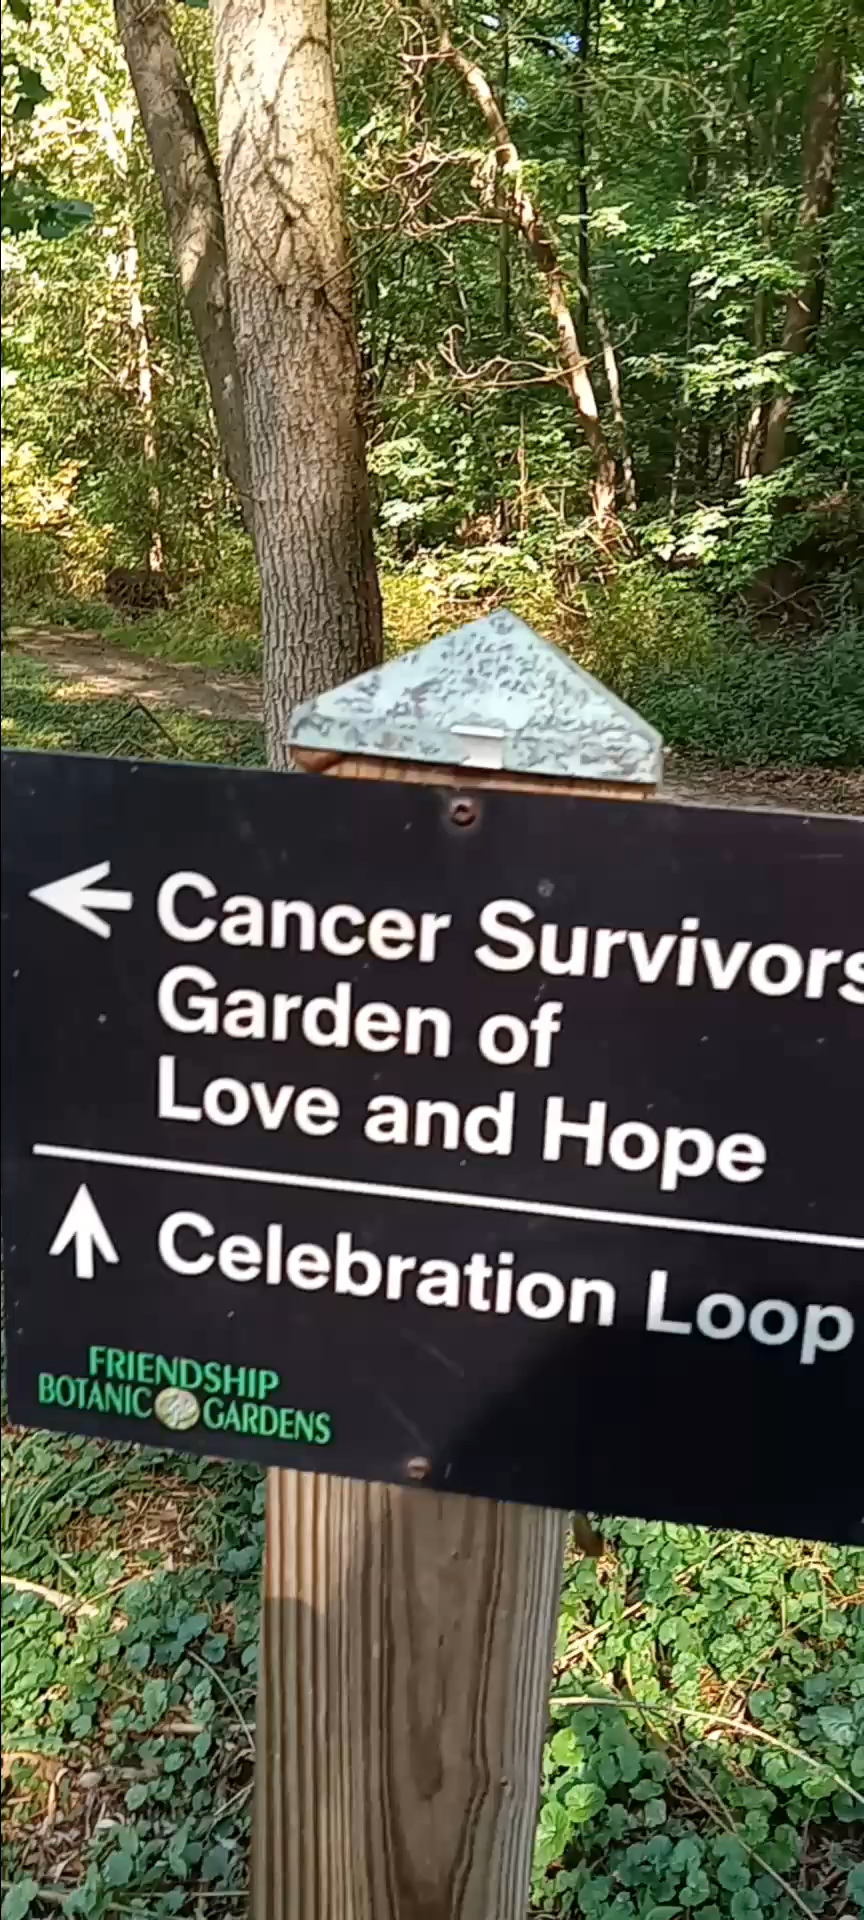 Cancer Survivors
Garden of
Love and Hope
Celebration Loop
FRIENDSHIP
BOTANIC GARDENS